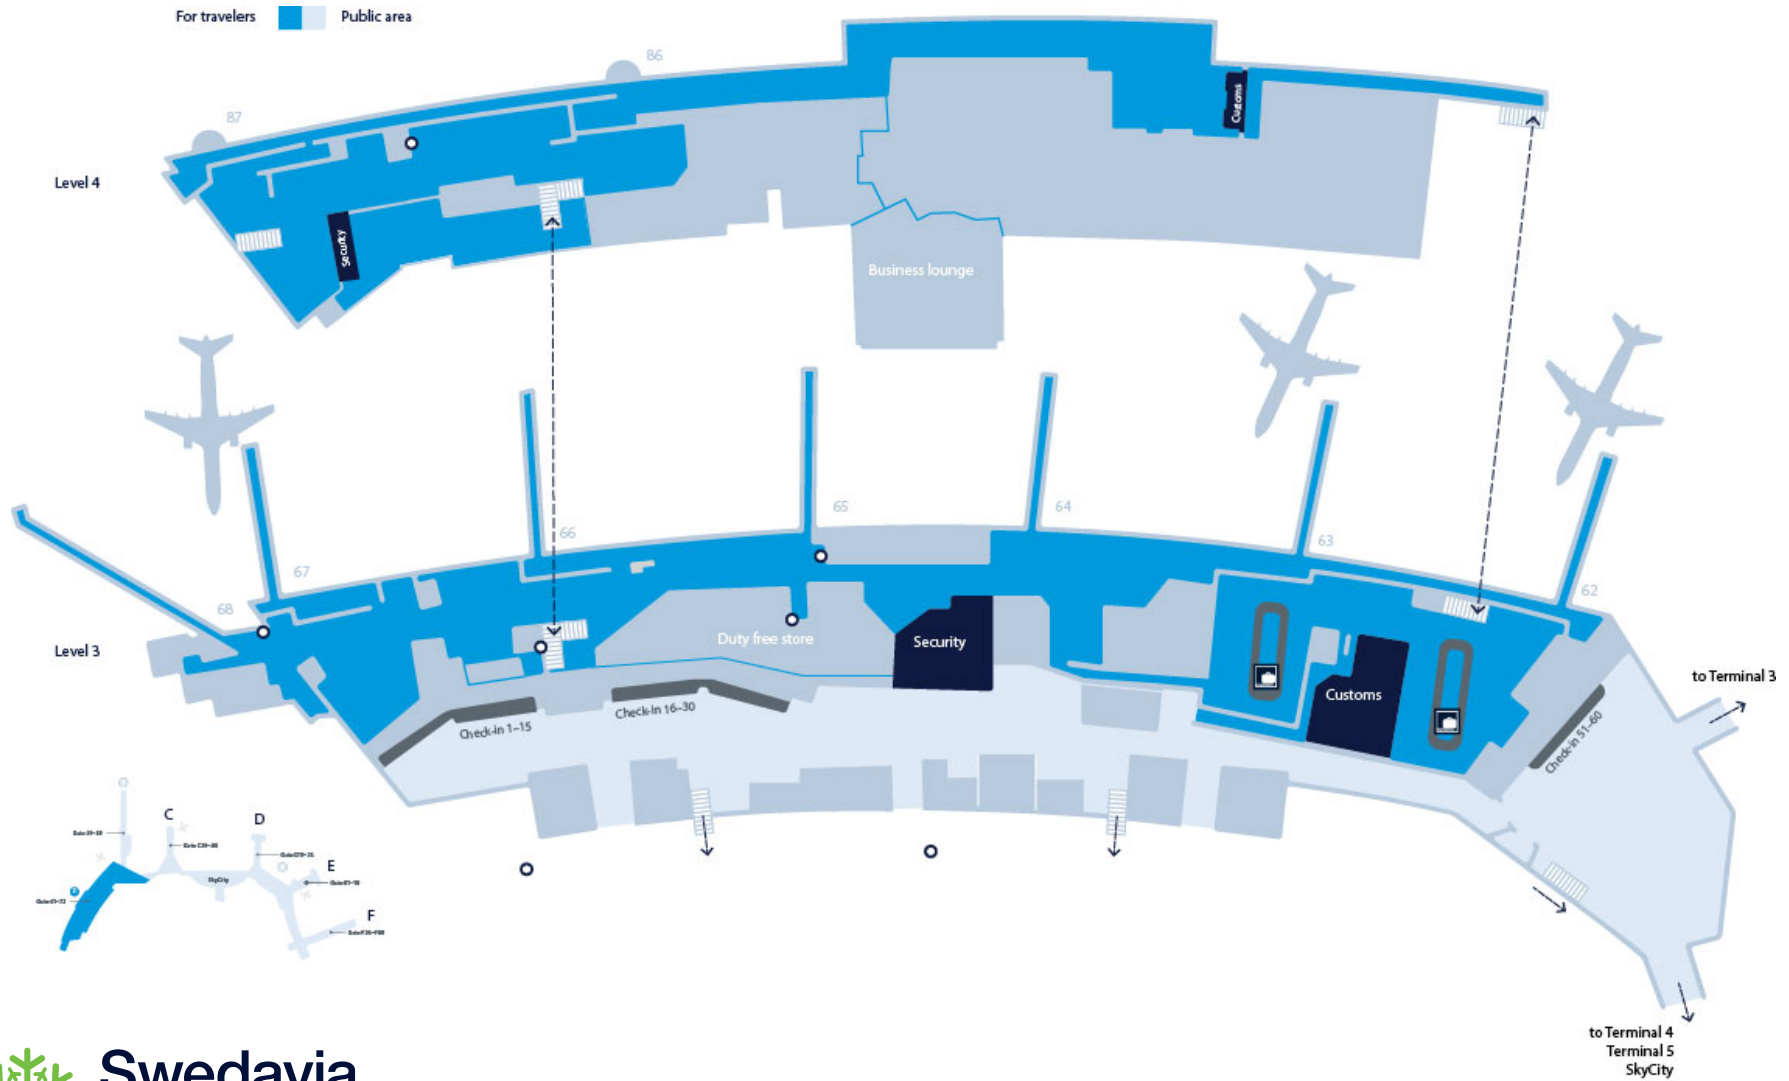 For travelers
Public area
86
87
Customs
Level 4
Security
Business lounge
65
64
66
63
67
62
68
Level 3
Duty free store
Security
Customs
to Terminal 3
Check-in 1–15
Check-in 16–30
Check-in 51–60
C
D
E
SkyCity
F
to Terminal 4
Terminal 5
SkyCity
Swedavia